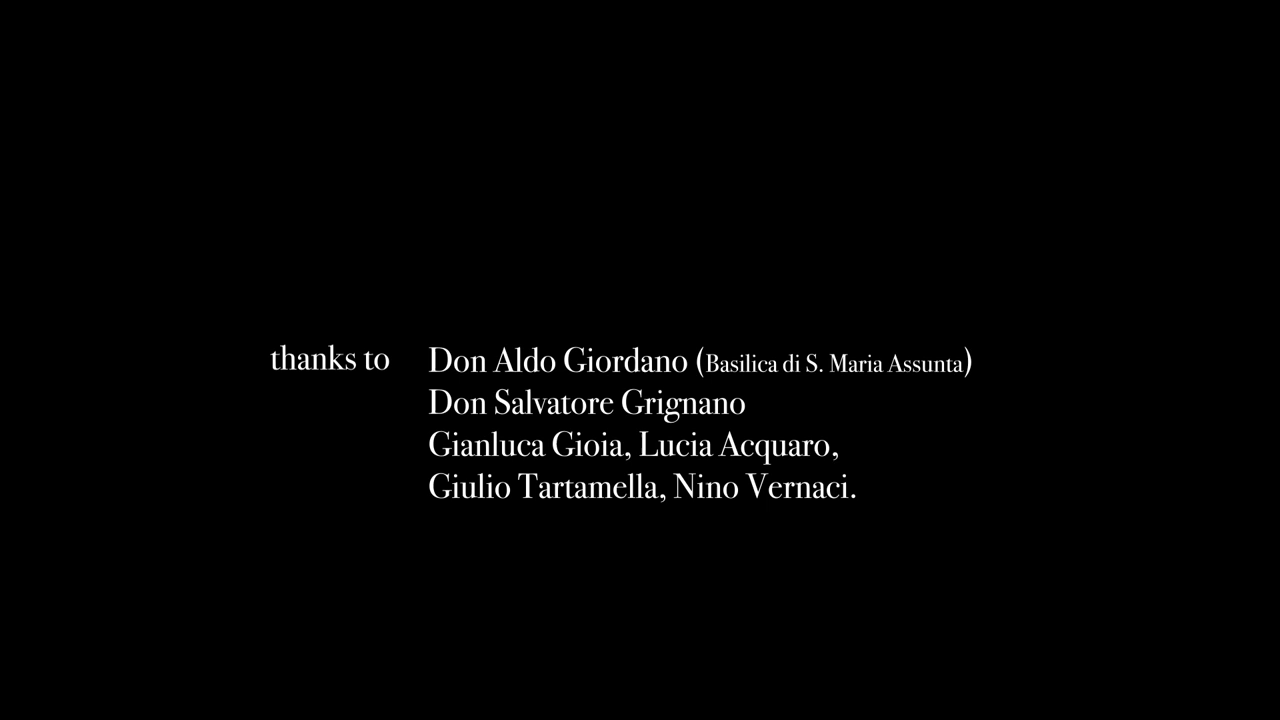 thanks to Don Aldo Giordano (Basilica di S. Maria Assunta)
Don Salvatore Grignano
Gianluca Gioia, Lucia Acquaro,
Giulio Tartamella, Nino Vernaci.